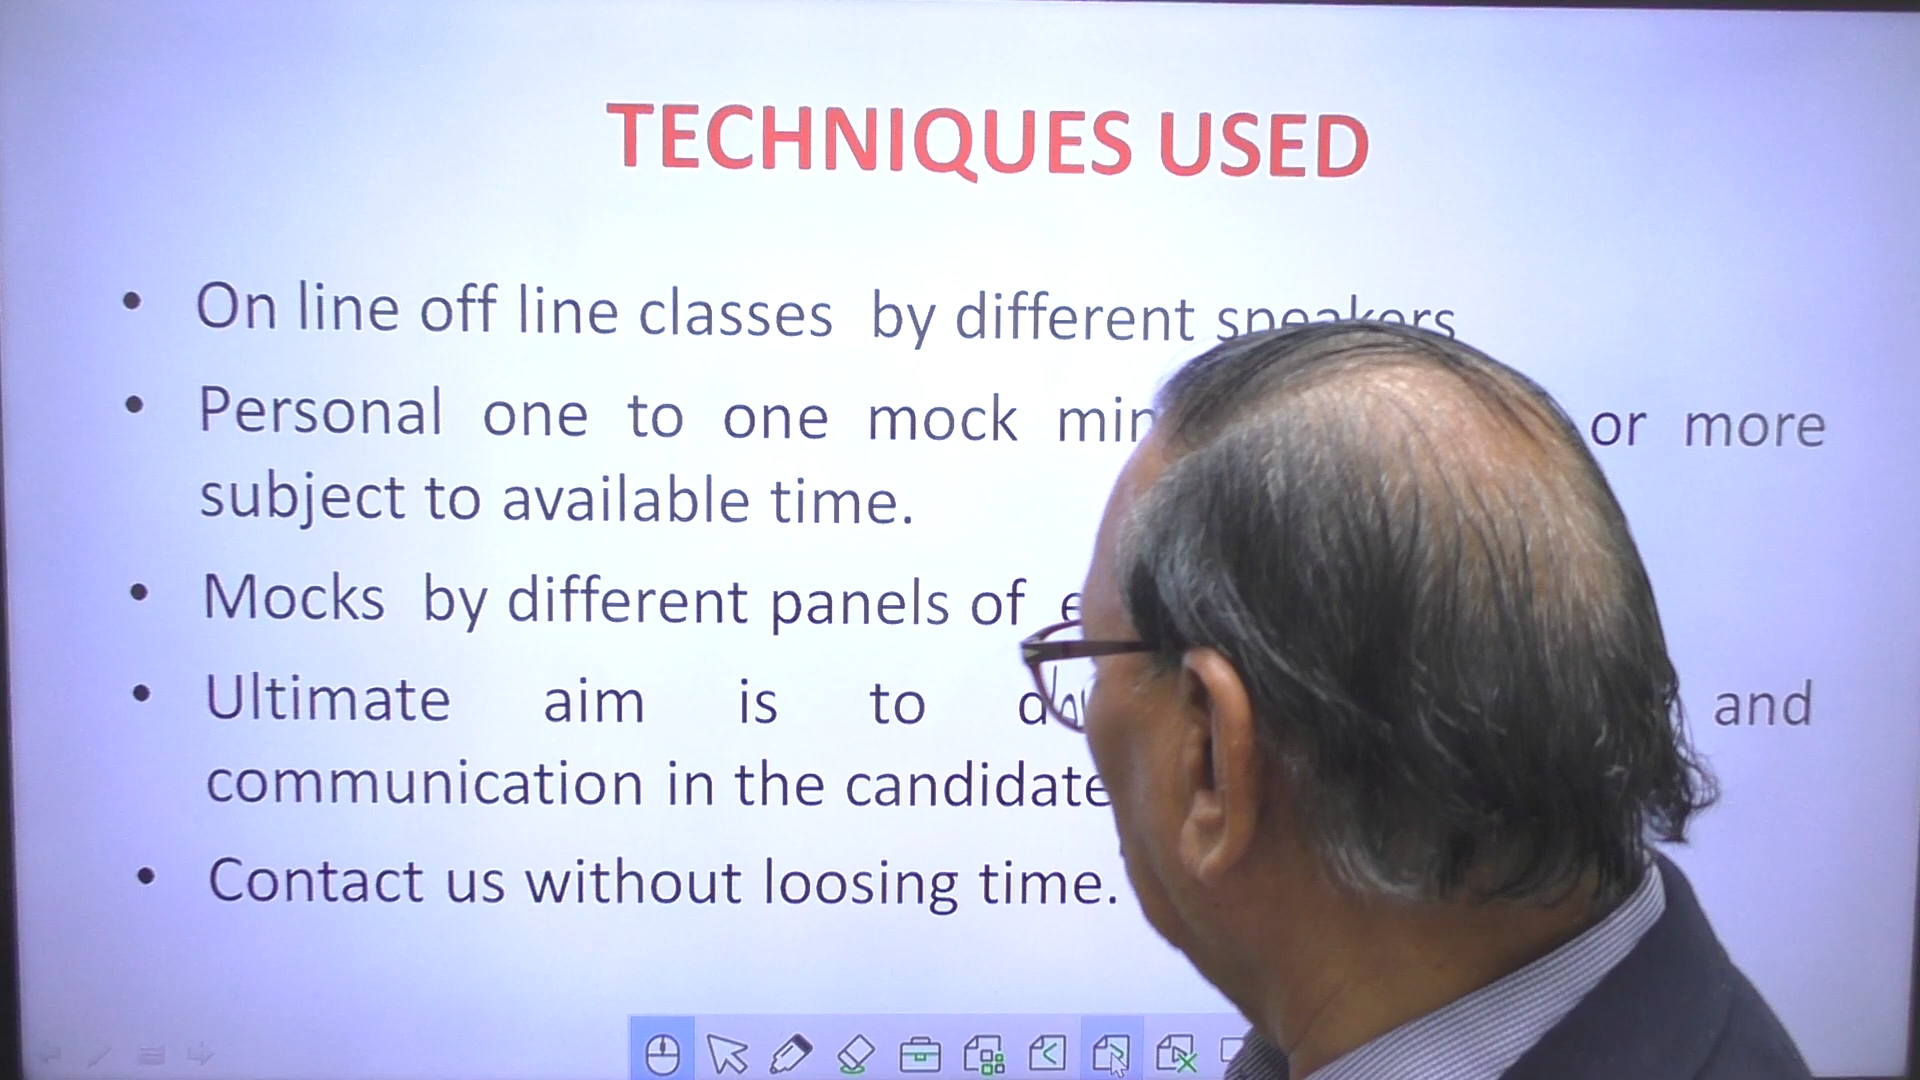 TECHNIQUES USED
• On line off line classes by different speakers
• Personal one to one mock or more
subject to available time.
• Mocks by different panels of
• Ultimate aim is to and
communication in the
• Contact us without loosing time.